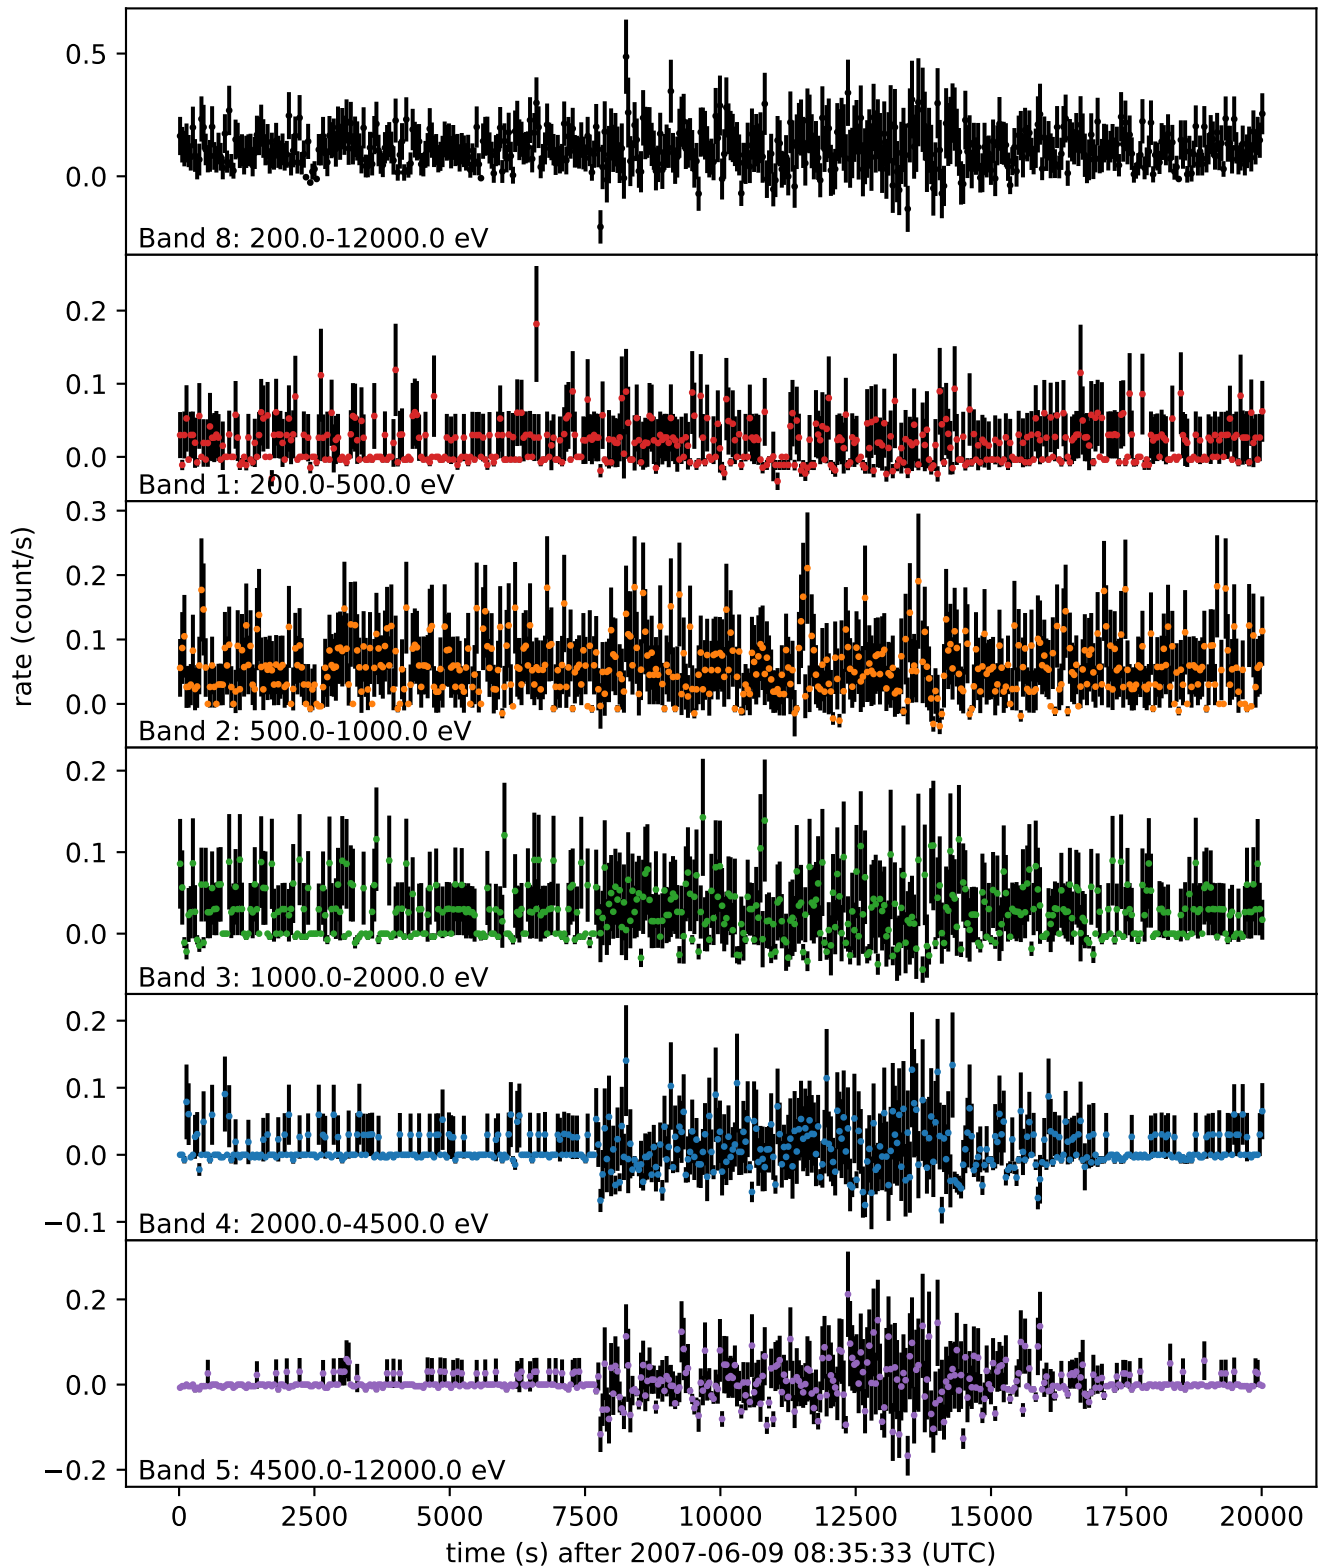 0.5
0.0
Band 8: 200.0-12000.0 eV
0.2
0.1
0.0
Band 1: 200.0-500.0 eV
0.3
0.2
0.1
0.0
Band 2: 500.0-1000.0 eV
rate (count/s)
0.2
0.1
0.0
Band 3: 1000.0-2000.0 eV
0.2
0.1
0.0
−0.1
Band 4: 2000.0-4500.0 eV
0.2
0.0
−0.2
Band 5: 4500.0-12000.0 eV
0 2500 5000 7500 10000 12500 15000 17500 20000
time (s) after 2007-06-09 08:35:33 (UTC)